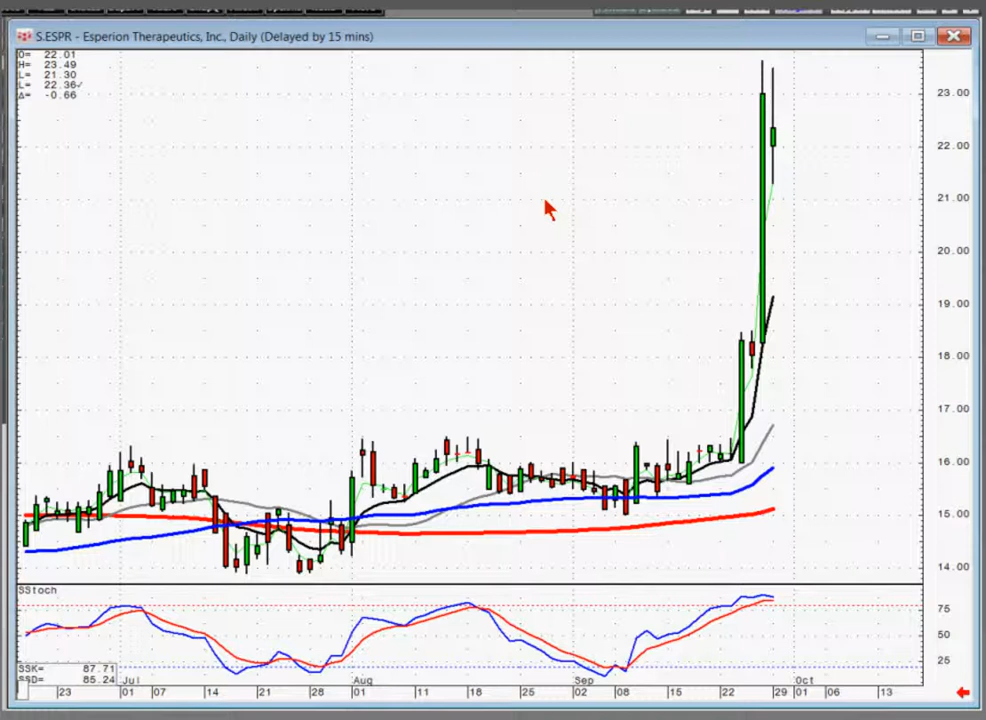 S.ESPR - Esperion Therapeutics, Inc., Daily (Delayed by 15 mins)
O= 22.01
H= 23.49
L= 21.30
L= 22.36✓
Δ= -0.66
23.00
22.00
21.00
20.00
19.00
18.00
17.00
16.00
15.00
14.00
SStoch
75
50
25
SSK= 87.71
SSD= 85.24
Jul Aug Sep Oct
23 01 07 14 21 28 01 11 18 25 02 08 15 22 29 01 06 13